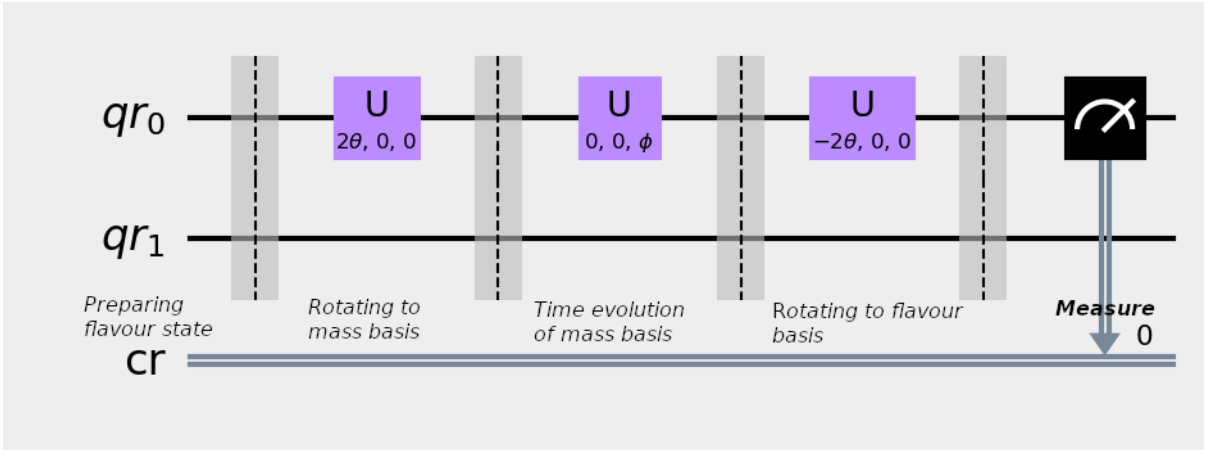 qr₀
U
2θ, 0, 0
U
0, 0, ϕ
U
−2θ, 0, 0
qr₁
Preparing
flavour state
Rotating to
mass basis
Time evolution
of mass basis
Rotating to flavour
basis
Measure
0
cr